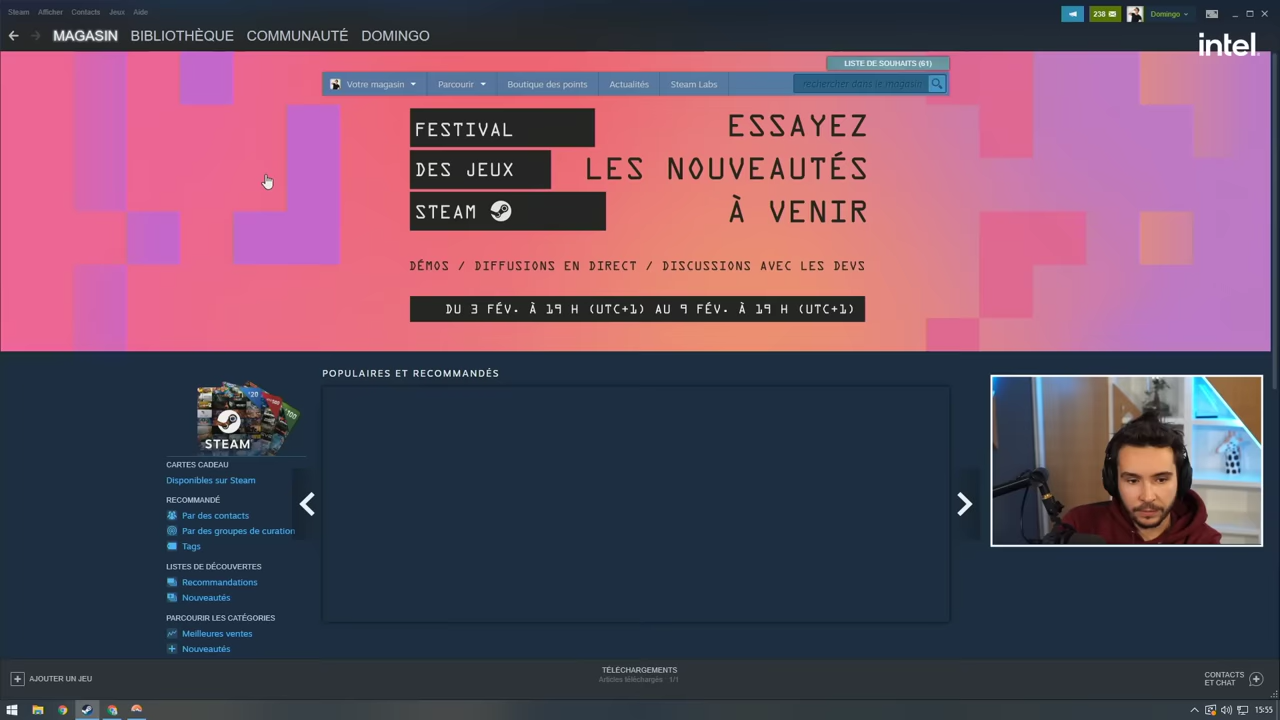 Steam Afficher Contacts Jeux Aide
238
Domingo
MAGASIN BIBLIOTHÈQUE COMMUNAUTÉ DOMINGO
intel
LISTE DE SOUHAITS (61)
Votre magasin Parcourir Boutique des points Actualités Steam Labs rechercher dans le magasin
FESTIVAL
DES JEUX
STEAM
ESSAYEZ
LES NOUVEAUTÉS
À VENIR
DÉMOS / DIFFUSIONS EN DIRECT / DISCUSSIONS AVEC LES DEVS
DU 3 FÉV. À 19 H (UTC+1) AU 9 FÉV. À 19 H (UTC+1)
POPULAIRES ET RECOMMANDÉS
STEAM
CARTES CADEAU
Disponibles sur Steam
RECOMMANDÉ
Par des contacts
Par des groupes de curation
Tags
LISTES DE DÉCOUVERTES
Recommandations
Nouveautés
PARCOURIR LES CATÉGORIES
Meilleures ventes
Nouveautés
AJOUTER UN JEU
TÉLÉCHARGEMENTS
Articles téléchargés 1/1
CONTACTS
ET CHAT
15:55